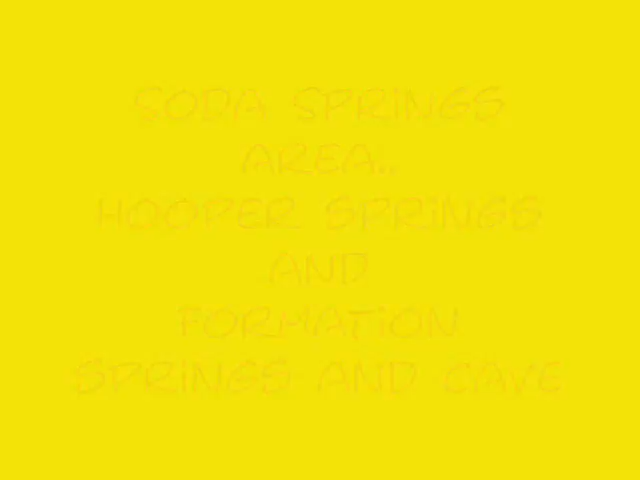 SODA SPRINGS
AREA..
HOOPER SPRINGS
AND
FORMATION
SPRINGS AND CAVE